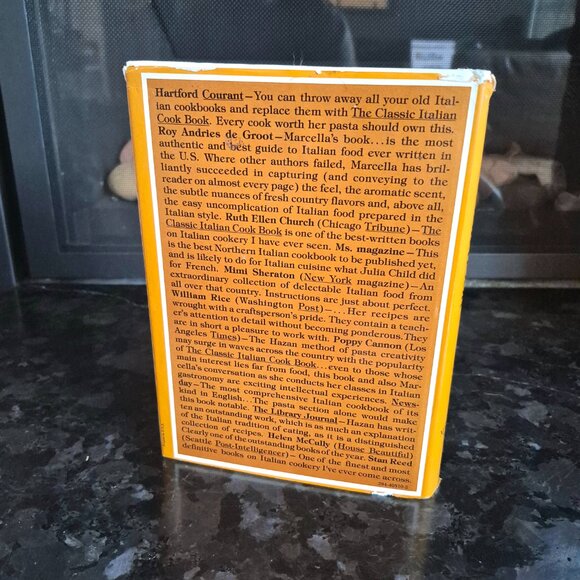 Hartford Courant—You can throw away all your old Ital-
ian cookbooks and replace them with The Classic Italian
Cook Book. Every cook worth her pasta should own this.
Roy Andries de Groot—Marcella's book...is the most
authentic and best guide to Italian food ever written in
the U.S. Where other authors failed, Marcella has bril-
liantly succeeded in capturing (and conveying to the
reader on almost every page) the feel, the aromatic scent,
the subtle nuances of fresh country flavors and, above all,
the easy uncomplication of Italian food prepared in the
Italian style. Ruth Ellen Church (Chicago Tribune)—The
Classic Italian Cook Book is one of the best-written books
on Italian cookery I have ever seen. Ms. magazine—This
is the best Northern Italian cookbook to be published yet,
and is likely to do for Italian cuisine what Julia Child did
for French. Mimi Sheraton (New York magazine)—An
extraordinary collection of delectable Italian food from
all over that country. Instructions are just about perfect.
William Rice (Washington Post)—...Her recipes are
wrought with a craftsperson's pride. They contain a teach-
er's attention to detail without becoming ponderous. They
are in short a pleasure to work with. Poppy Cannon (Los
Angeles Times)—The Hazan method of pasta creativity
may surge in waves across the country with the popularity
of The Classic Italian Cook Book...even to those whose
main interest lies far from food, this book and also Mar-
cella's conversation as she conducts her classes in Italian
gastronomy are exciting intellectual experiences. News-
day—The most comprehensive Italian cookbook of its
kind in English...The pasta section alone would make
this book notable. The Library Journal—Hazan has writ-
ten an outstanding work, which is as much an explanation
of the Italian tradition of eating, as it is a distinguished
collection of recipes. Helen McCully (House Beautiful)
Clearly one of the outstanding books of the year. Stan Reed
(Seattle Post-Intelligencer)—One of the finest and most
definitive books on Italian cookery I've ever come across.